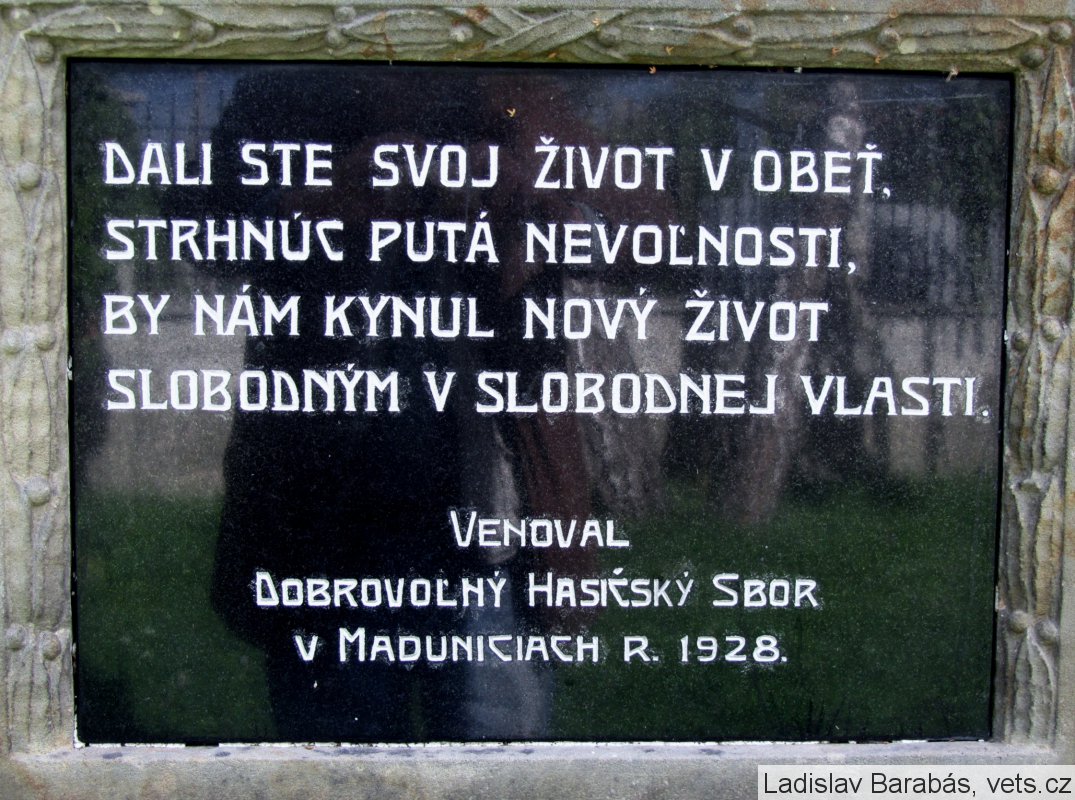 DALI STE SVOJ ŽIVOT V OBEŤ,
STRHNÚC PUTÁ NEVOĽNOSTI,
BY NÁM KYNUL NOVÝ ŽIVOT
SLOBODNÝM V SLOBODNEJ VLASTI.
VENOVAL
DOBROVOĽNÝ HASIČSKÝ SBOR
V MADUNICIACH R. 1928.
Ladislav Barabás, vets.cz